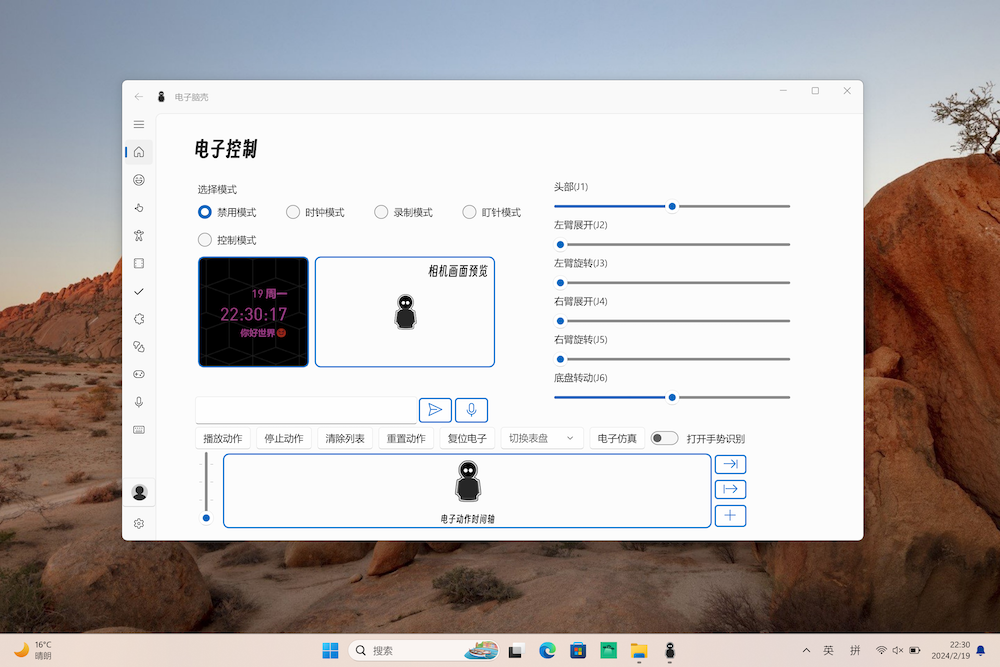 电子脑壳
电子控制
选择模式
禁用模式
时钟模式
录制模式
盯针模式
控制模式
19 周一
22:30:17
你好世界
相机画面预览
头部(J1)
左臂展开(J2)
左臂旋转(J3)
右臂展开(J4)
右臂旋转(J5)
底盘转动(J6)
播放动作
停止动作
清除列表
重置动作
复位电子
切换表盘
电子仿真
打开手势识别
电子动作时间轴
16°C
晴朗
搜索
英
拼
22:30
2024/2/19